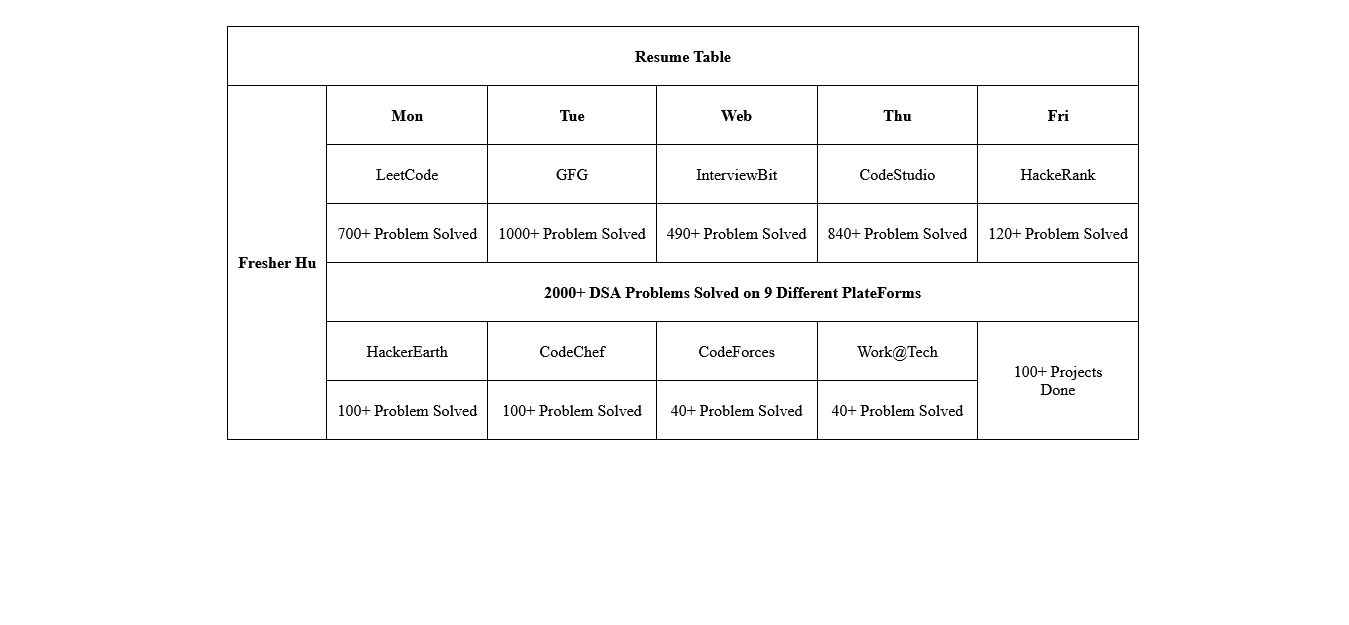 Resume Table
Mon Tue Web Thu Fri
LeetCode GFG InterviewBit CodeStudio HackeRank
700+ Problem Solved 1000+ Problem Solved 490+ Problem Solved 840+ Problem Solved 120+ Problem Solved
Fresher Hu
2000+ DSA Problems Solved on 9 Different PlateForms
HackerEarth CodeChef CodeForces Work@Tech
100+ Projects
Done
100+ Problem Solved 100+ Problem Solved 40+ Problem Solved 40+ Problem Solved